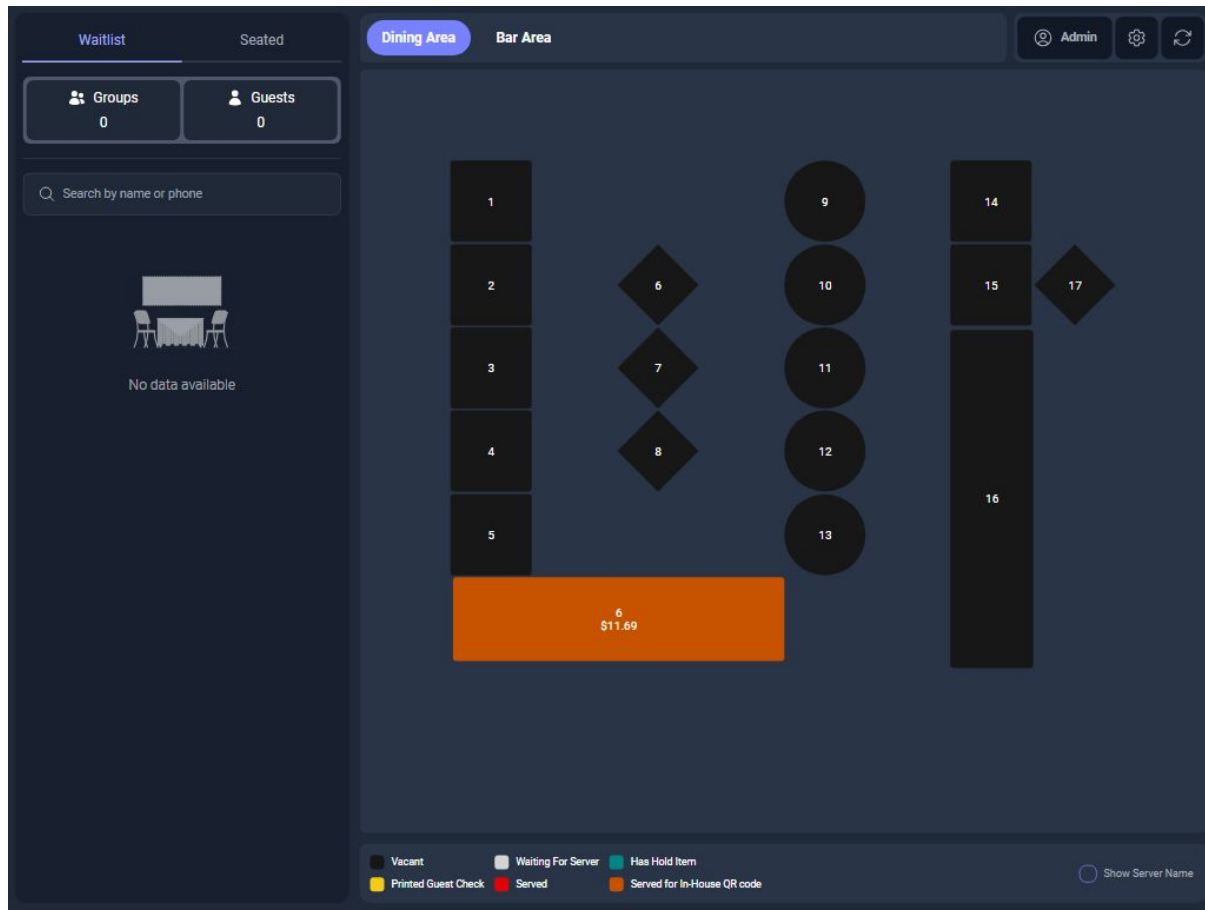 Waitlist
Seated
Dining Area
Bar Area
Admin
Groups
0
Guests
0
Search by name or phone
No data available
1
2
3
4
5
6
7
8
9
10
11
12
13
14
15
17
16
6
$11.69
Vacant
Waiting For Server
Has Hold Item
Printed Guest Check
Served
Served for In-House QR code
Show Server Name